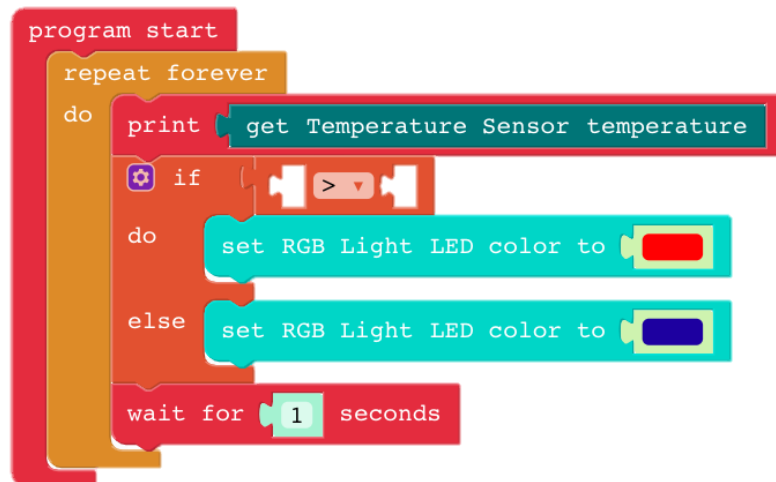 program start
repeat forever
do
print get Temperature Sensor temperature
if > ▼
do
set RGB Light LED color to
else
set RGB Light LED color to
wait for 1 seconds